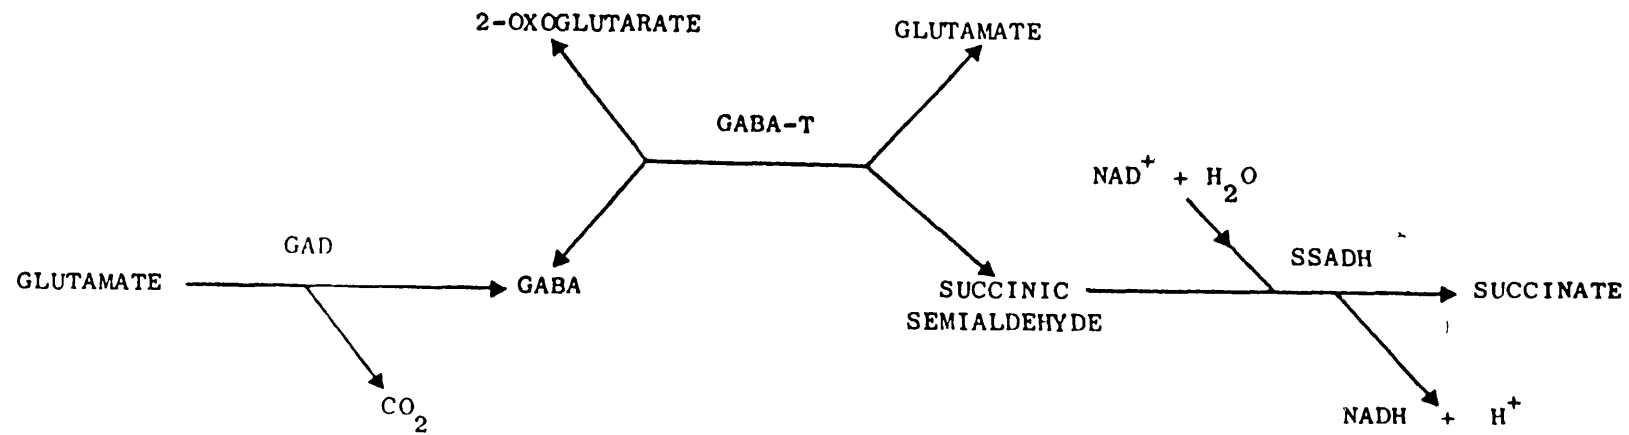 2-OXOGLUTARATE
GLUTAMATE
GABA-T
NAD+ + H2O
GAD
SSADH
GLUTAMATE
GABA
SUCCINIC
SEMIALDEHYDE
SUCCINATE
CO2
NADH + H+